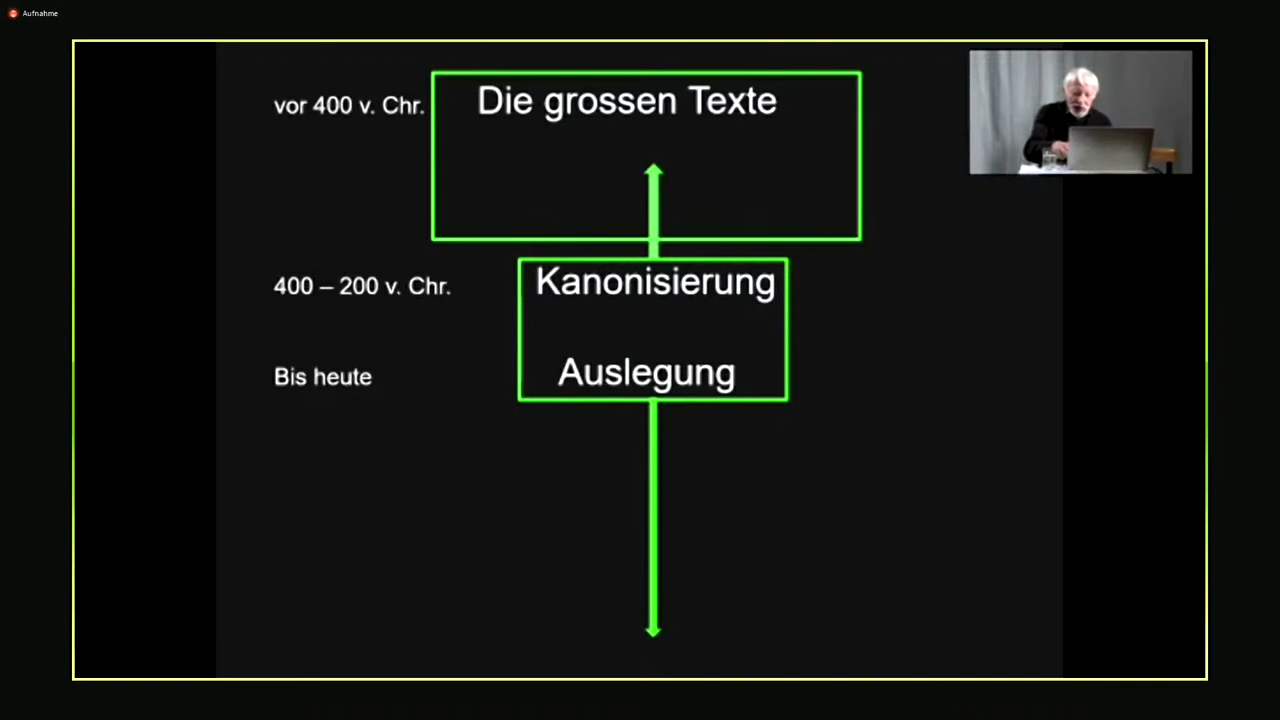 Aufnahme
vor 400 v. Chr. Die grossen Texte
400 – 200 v. Chr. Kanonisierung
Bis heute Auslegung